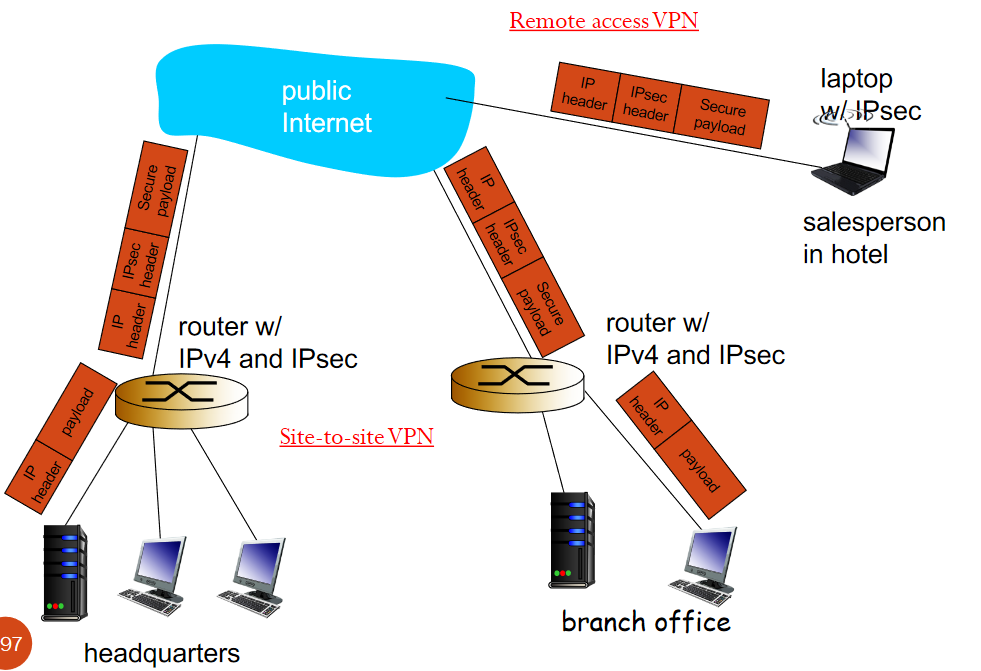 Remote access VPN
public
Internet
IP
header
IPsec
header
Secure
payload
laptop
w/ IPsec
salesperson
in hotel
Secure
payload
IPsec
header
IP
header
IP
header
IPsec
header
Secure
payload
router w/
IPv4 and IPsec
router w/
IPv4 and IPsec
payload
IP
header
IP
header
payload
Site-to-site VPN
branch office
headquarters
97